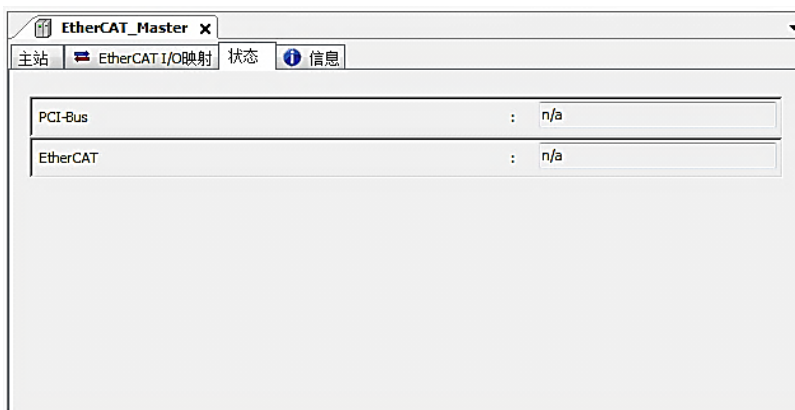 EtherCAT_Master x
主站 EtherCAT I/O映射 状态 信息
PCI-Bus : n/a
EtherCAT : n/a